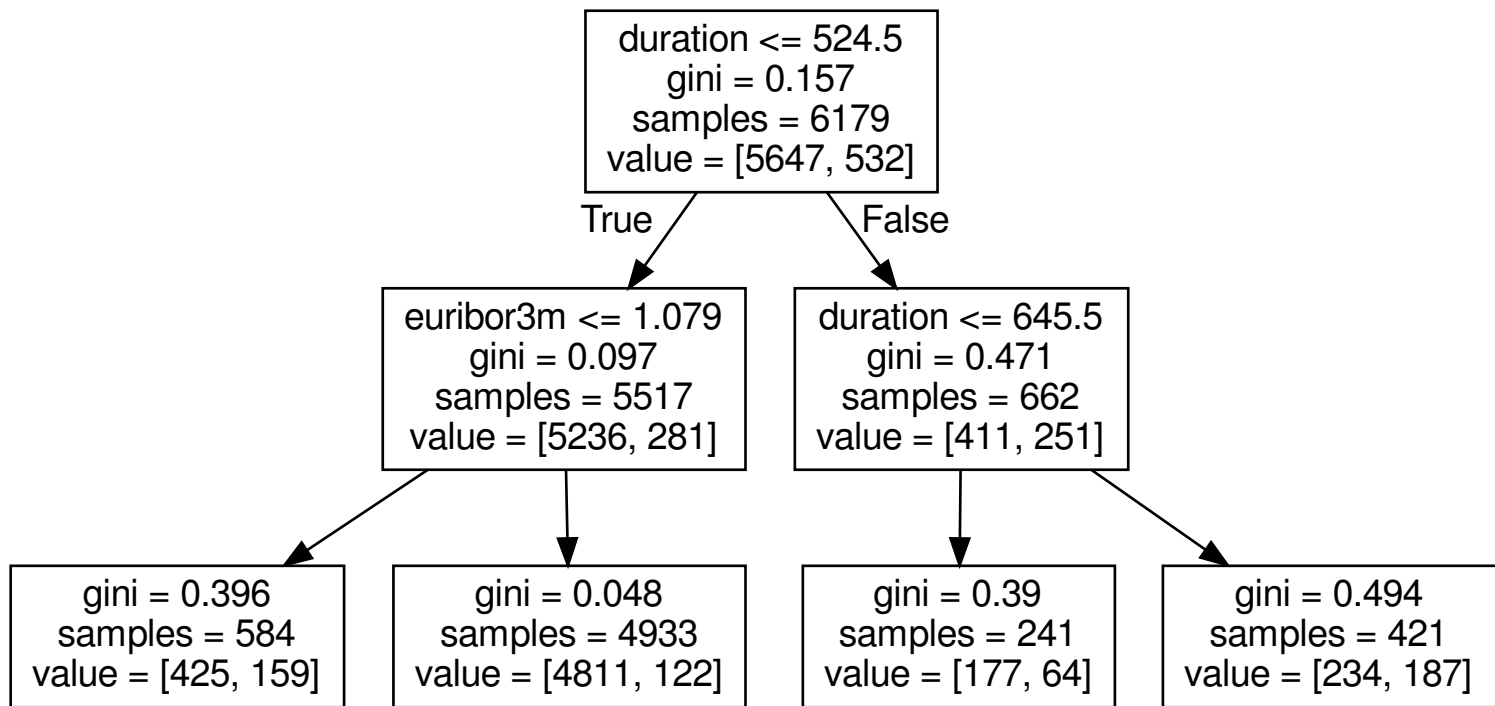 duration <= 524.5
gini = 0.157
samples = 6179
value = [5647, 532]
True
False
euribor3m <= 1.079
gini = 0.097
samples = 5517
value = [5236, 281]
duration <= 645.5
gini = 0.471
samples = 662
value = [411, 251]
gini = 0.396
samples = 584
value = [425, 159]
gini = 0.048
samples = 4933
value = [4811, 122]
gini = 0.39
samples = 241
value = [177, 64]
gini = 0.494
samples = 421
value = [234, 187]